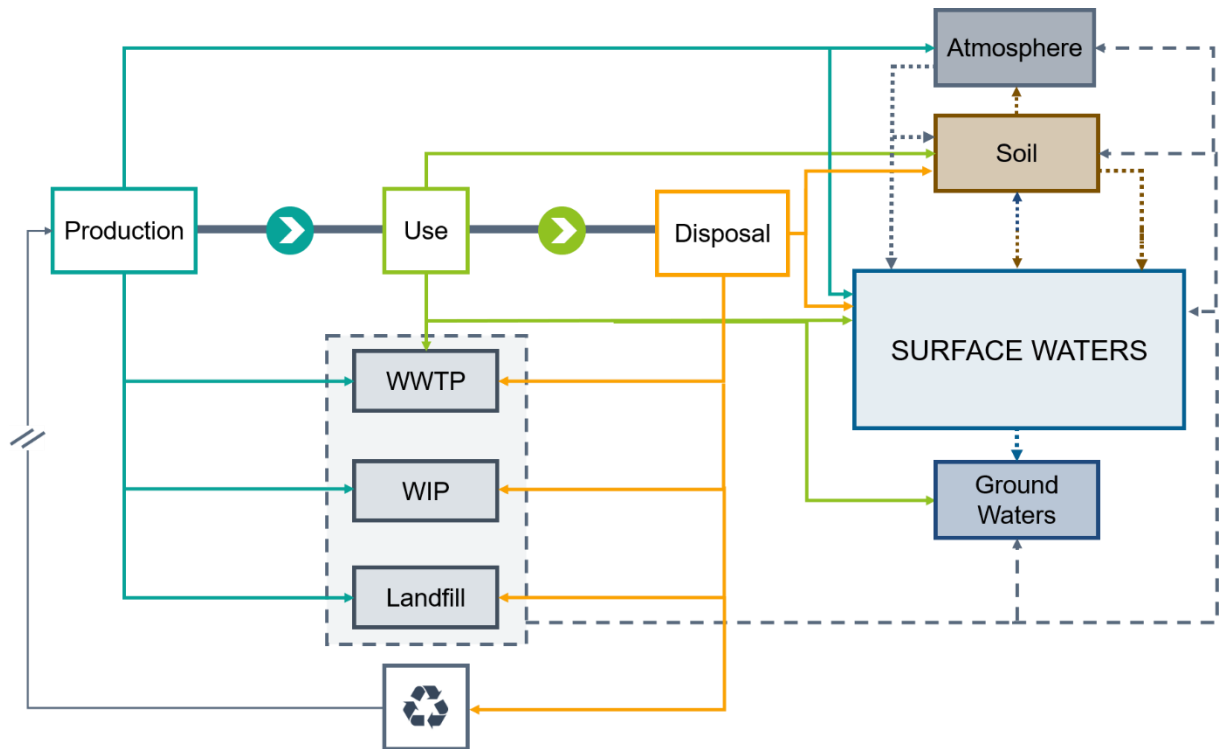 Atmosphere
Soil
Production
Use
Disposal
SURFACE WATERS
WWTP
WIP
Ground
Waters
Landfill